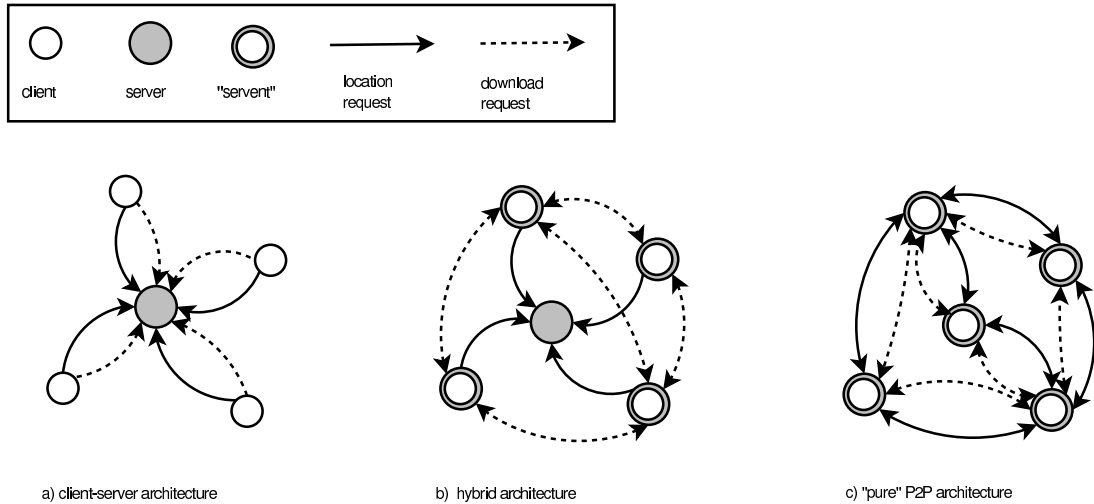 client
server
"servent"
location
request
download
request
a) client-server architecture
b) hybrid architecture
c) "pure" P2P architecture